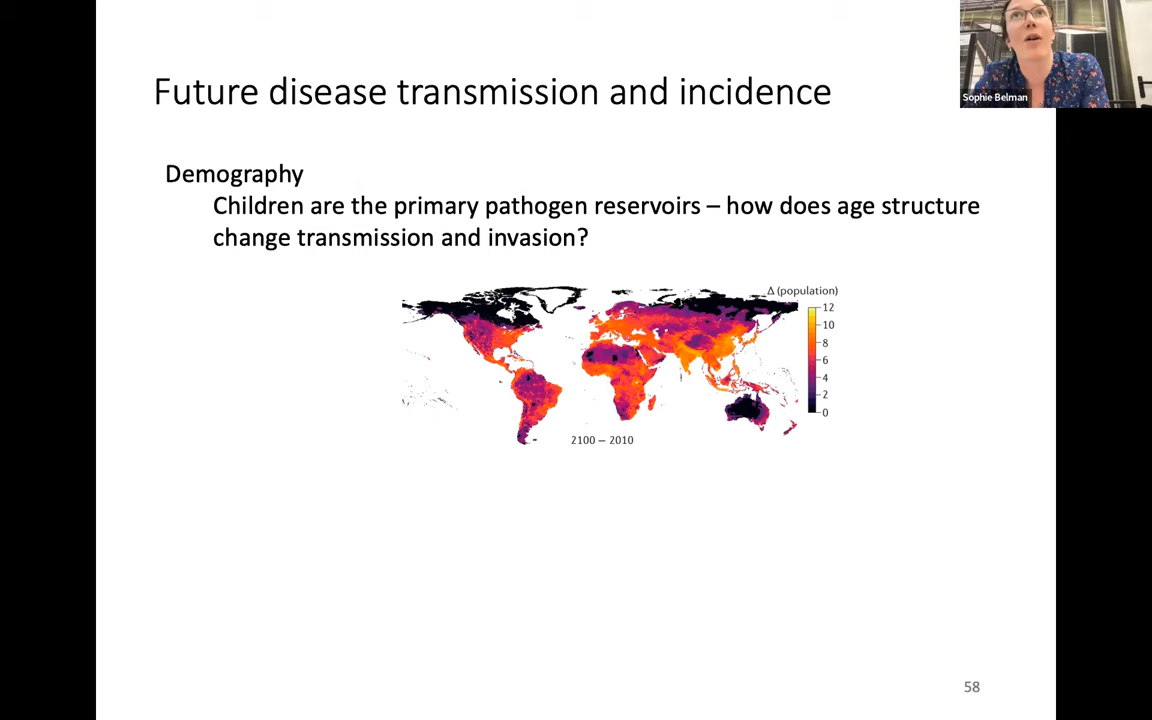 Future disease transmission and incidence
Sophie Belman
Demography
Children are the primary pathogen reservoirs – how does age structure
change transmission and invasion?
Δ (population)
12
10
8
6
4
2
0
2100 – 2010
58